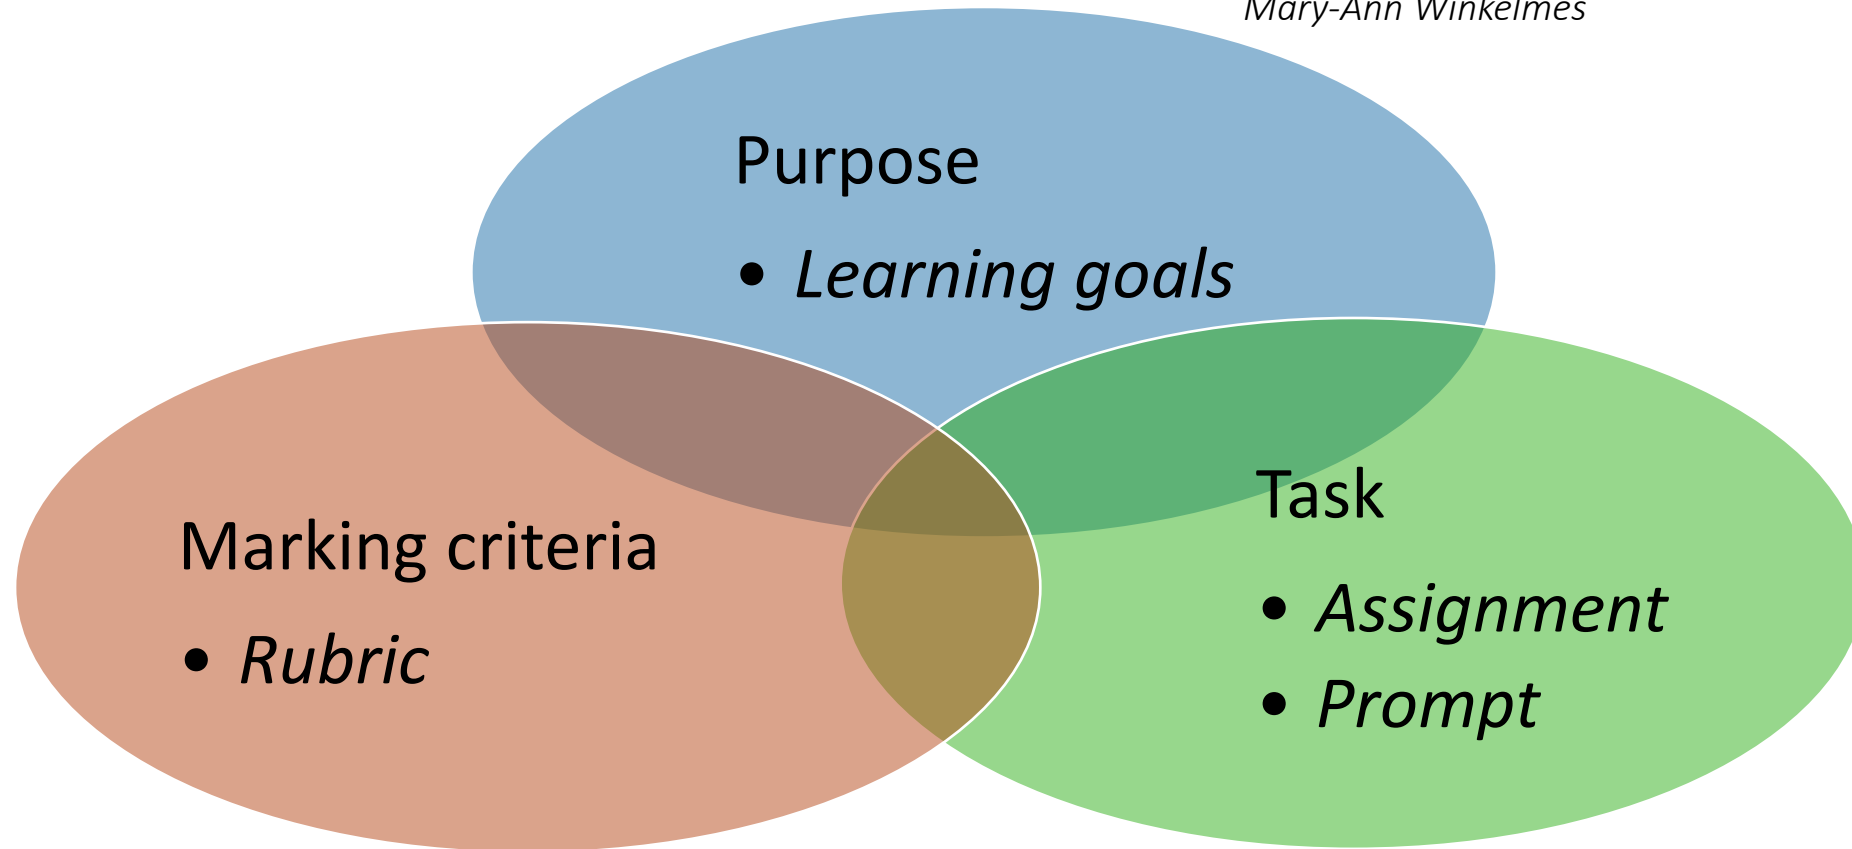 Mary-Ann Winkelmes
Purpose
• Learning goals
Marking criteria
• Rubric
Task
• Assignment
• Prompt